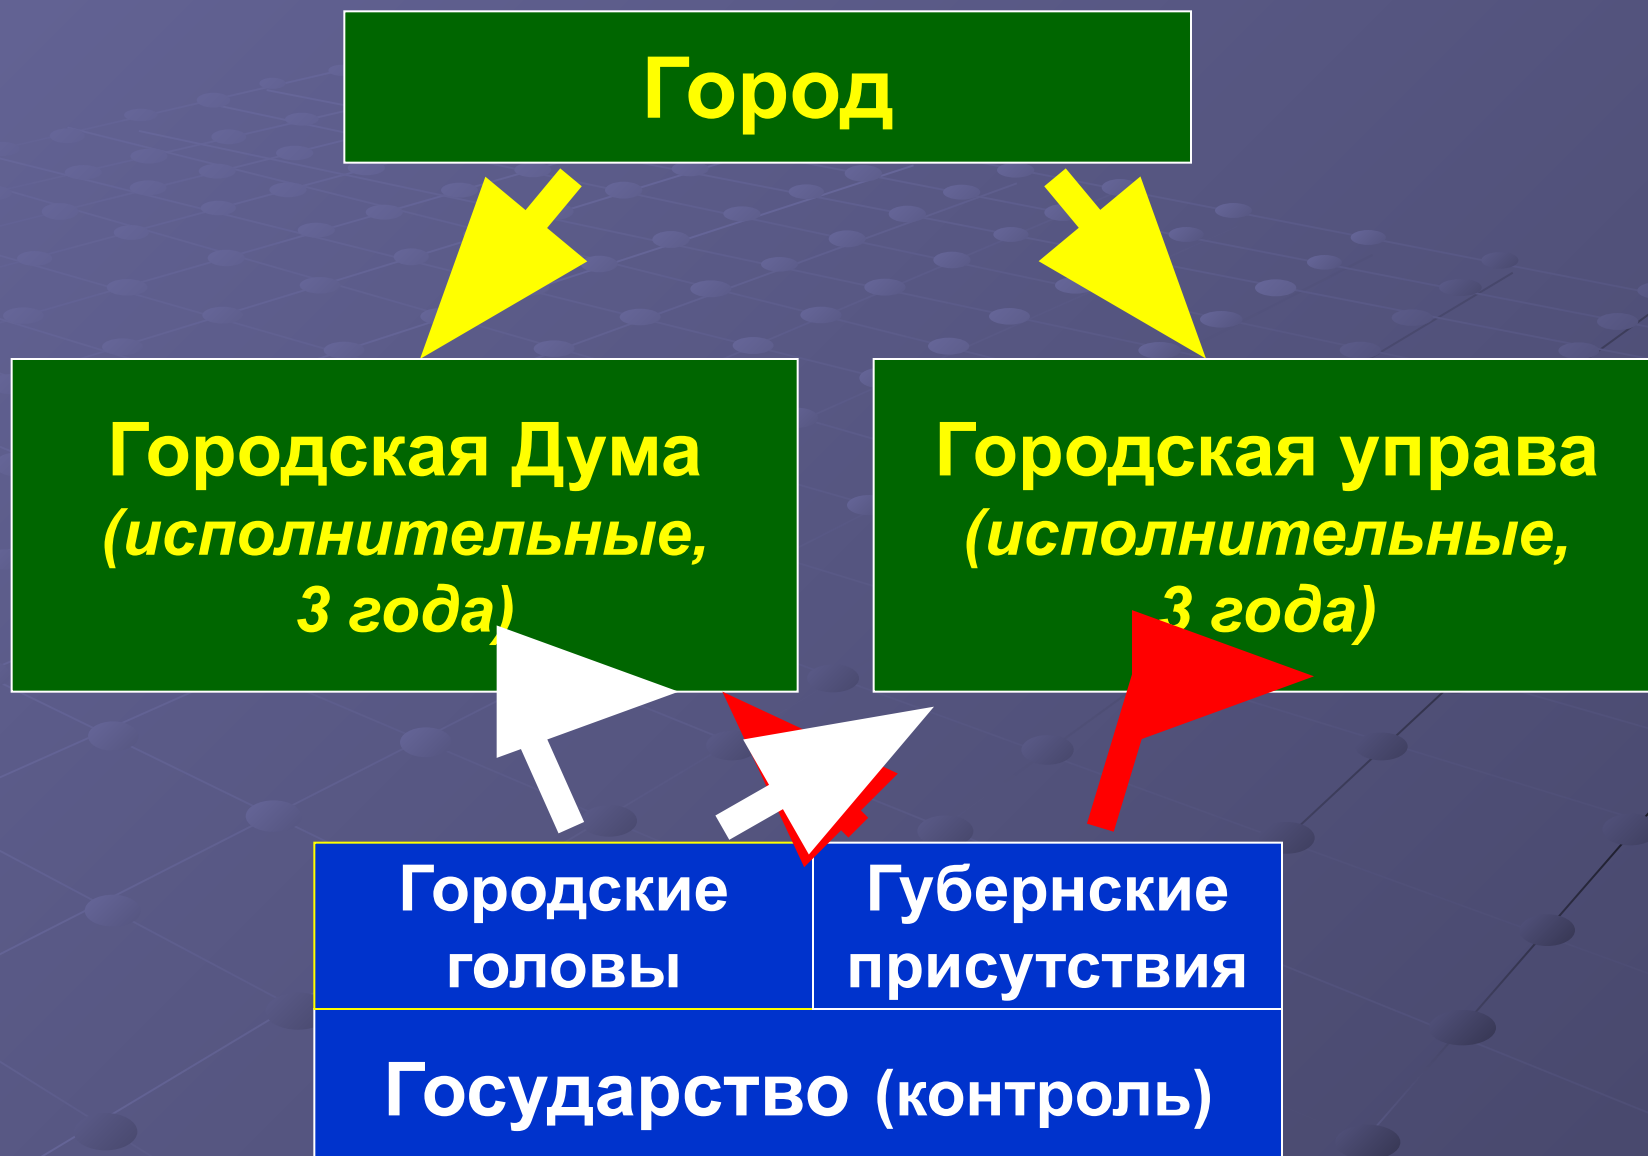 Город
Городская Дума
(исполнительные,
3 года)
Городская управа
(исполнительные,
3 года)
Городские
головы
Губернские
присутствия
Государство (контроль)